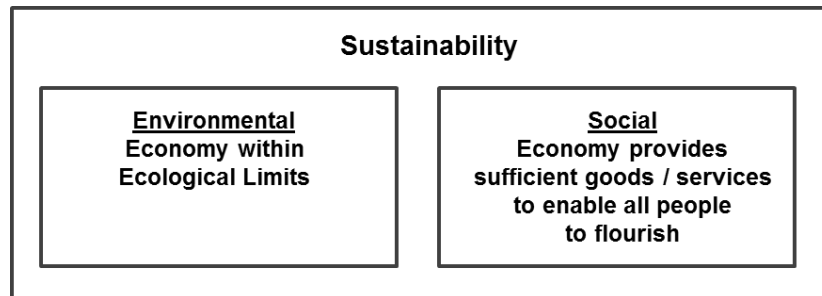 Sustainability
Environmental
Economy within
Ecological Limits
Social
Economy provides
sufficient goods / services
to enable all people
to flourish